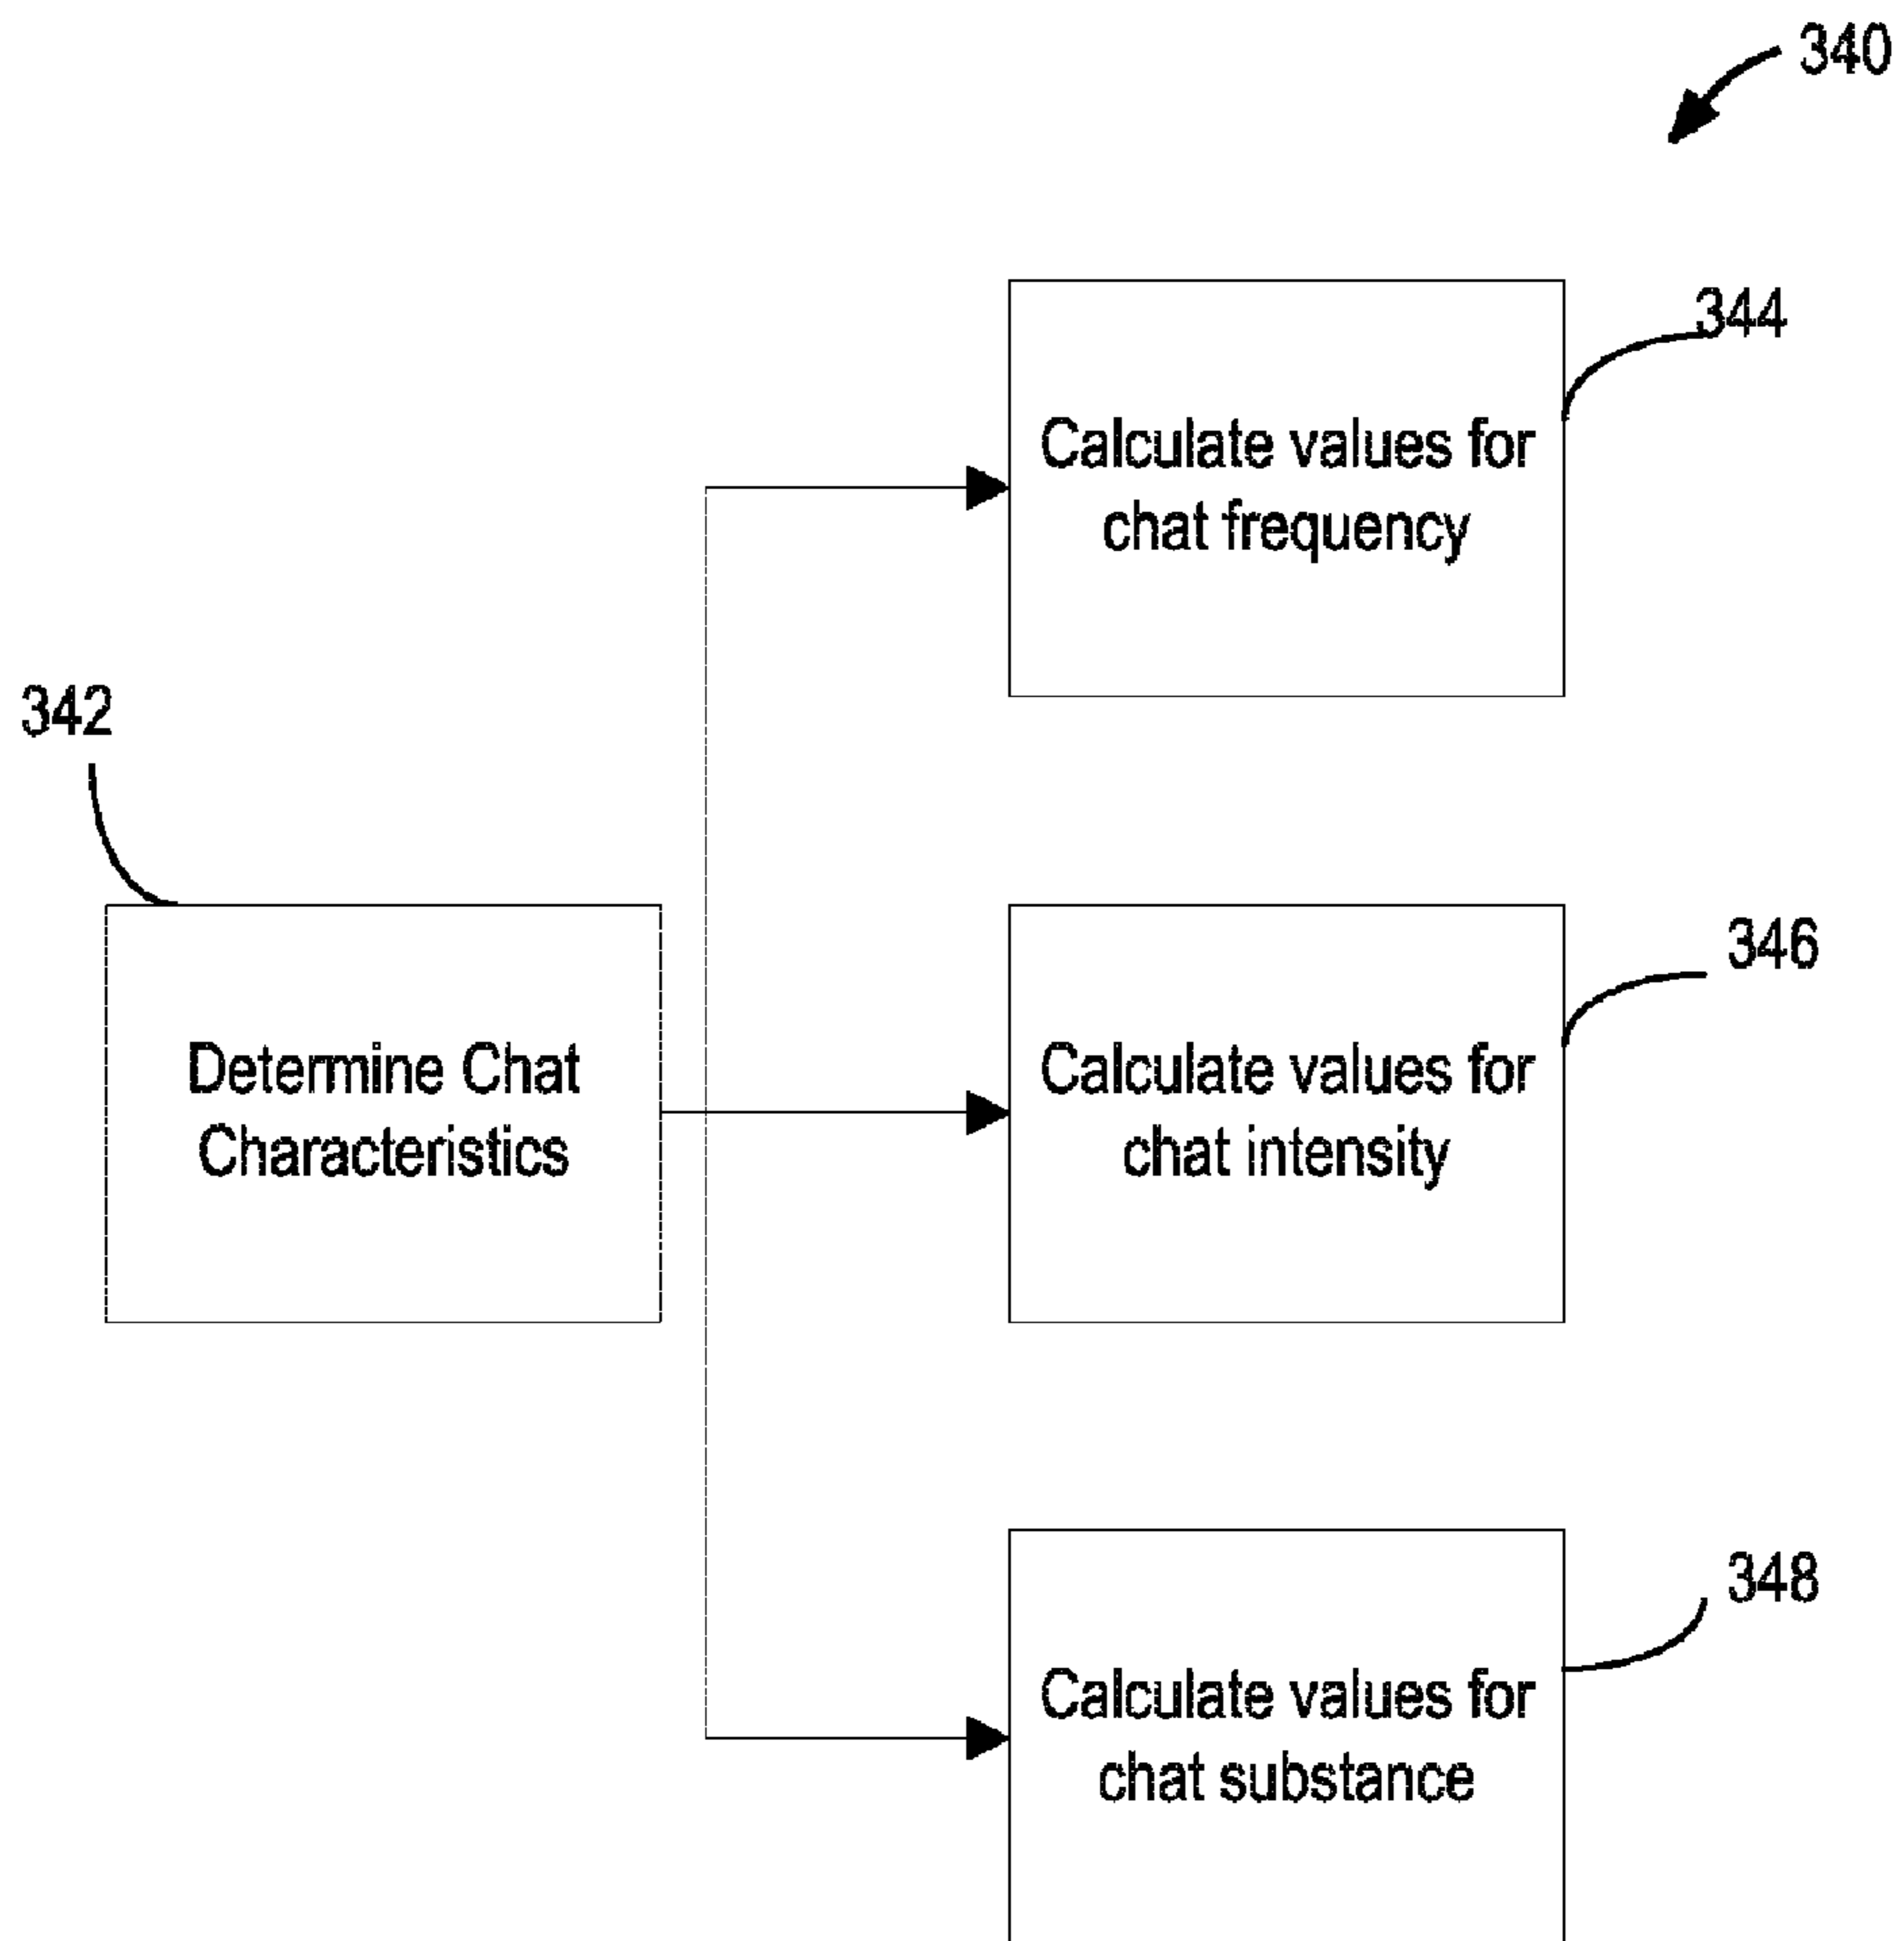 340
344
Calculate values for
chat frequency
342
346
Determine Chat
Characteristics
Calculate values for
chat intensity
348
Calculate values for
chat substance